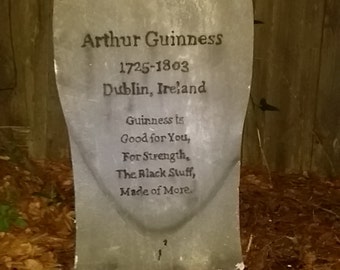 Arthur Guinness
1725-1803
Dublin, Ireland
Guinness is
Good for You,
For Strength,
The Black Stuff,
Made of More.